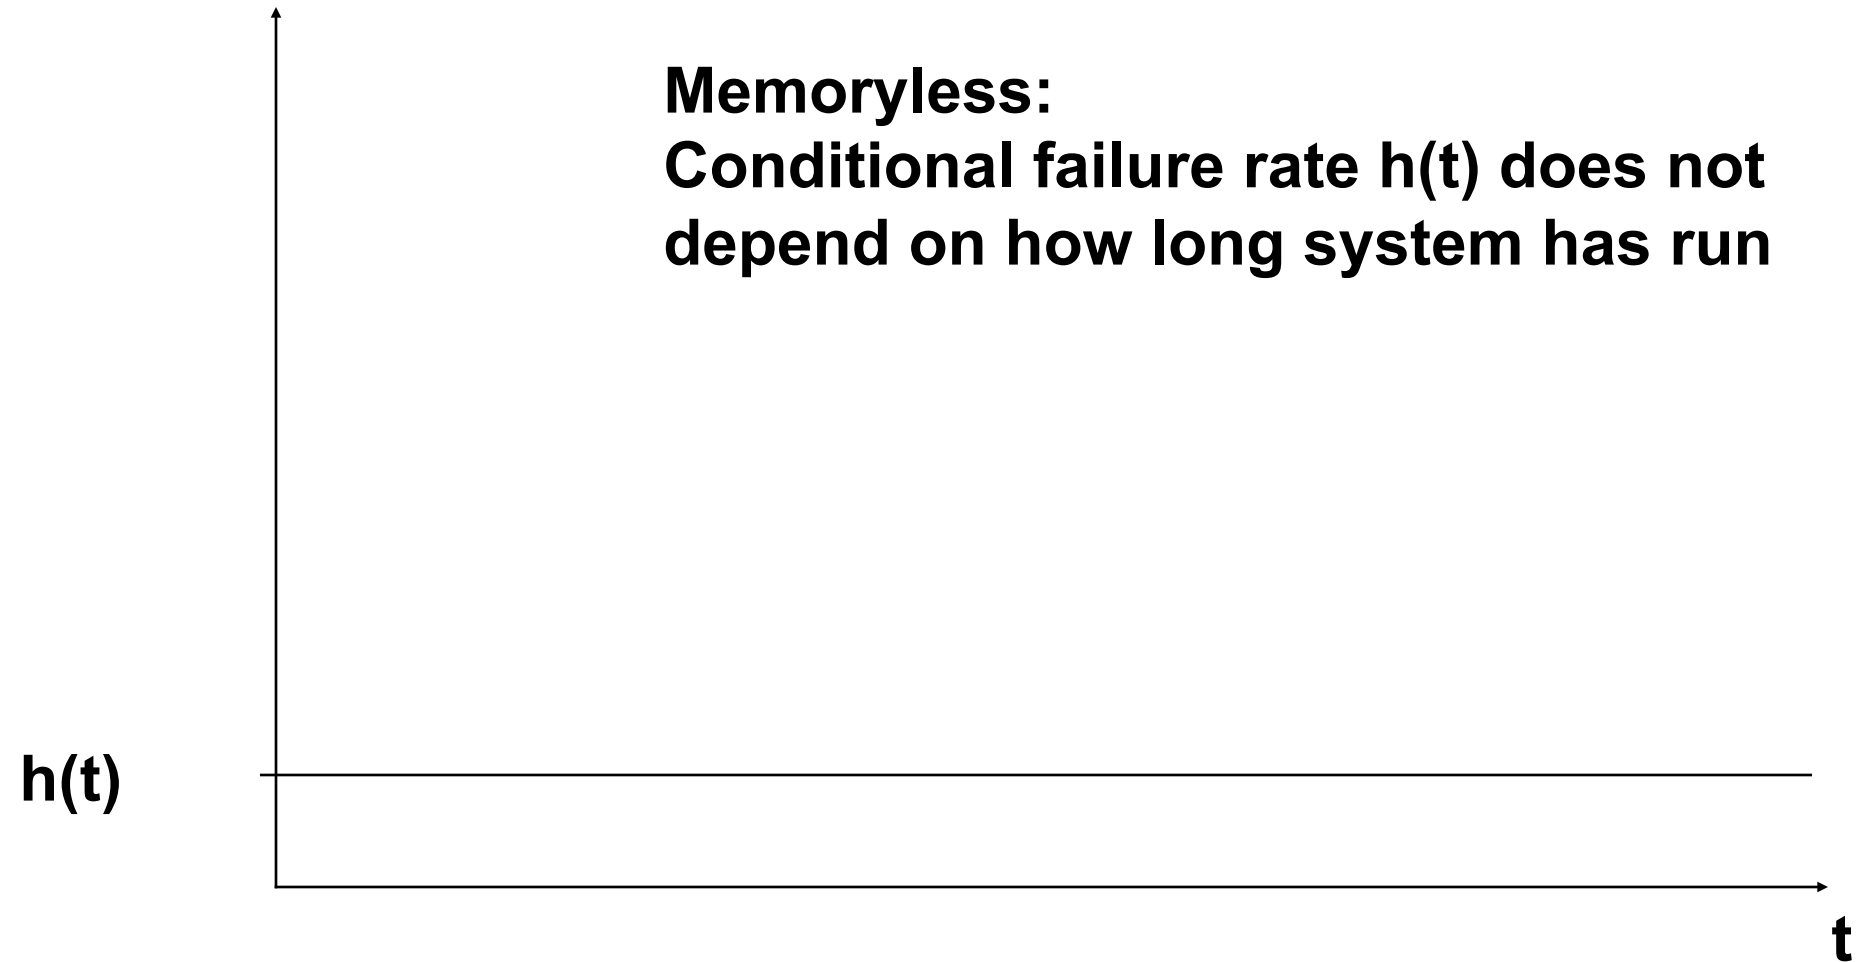 Memoryless:
Conditional failure rate h(t) does not
depend on how long system has run
h(t)
t